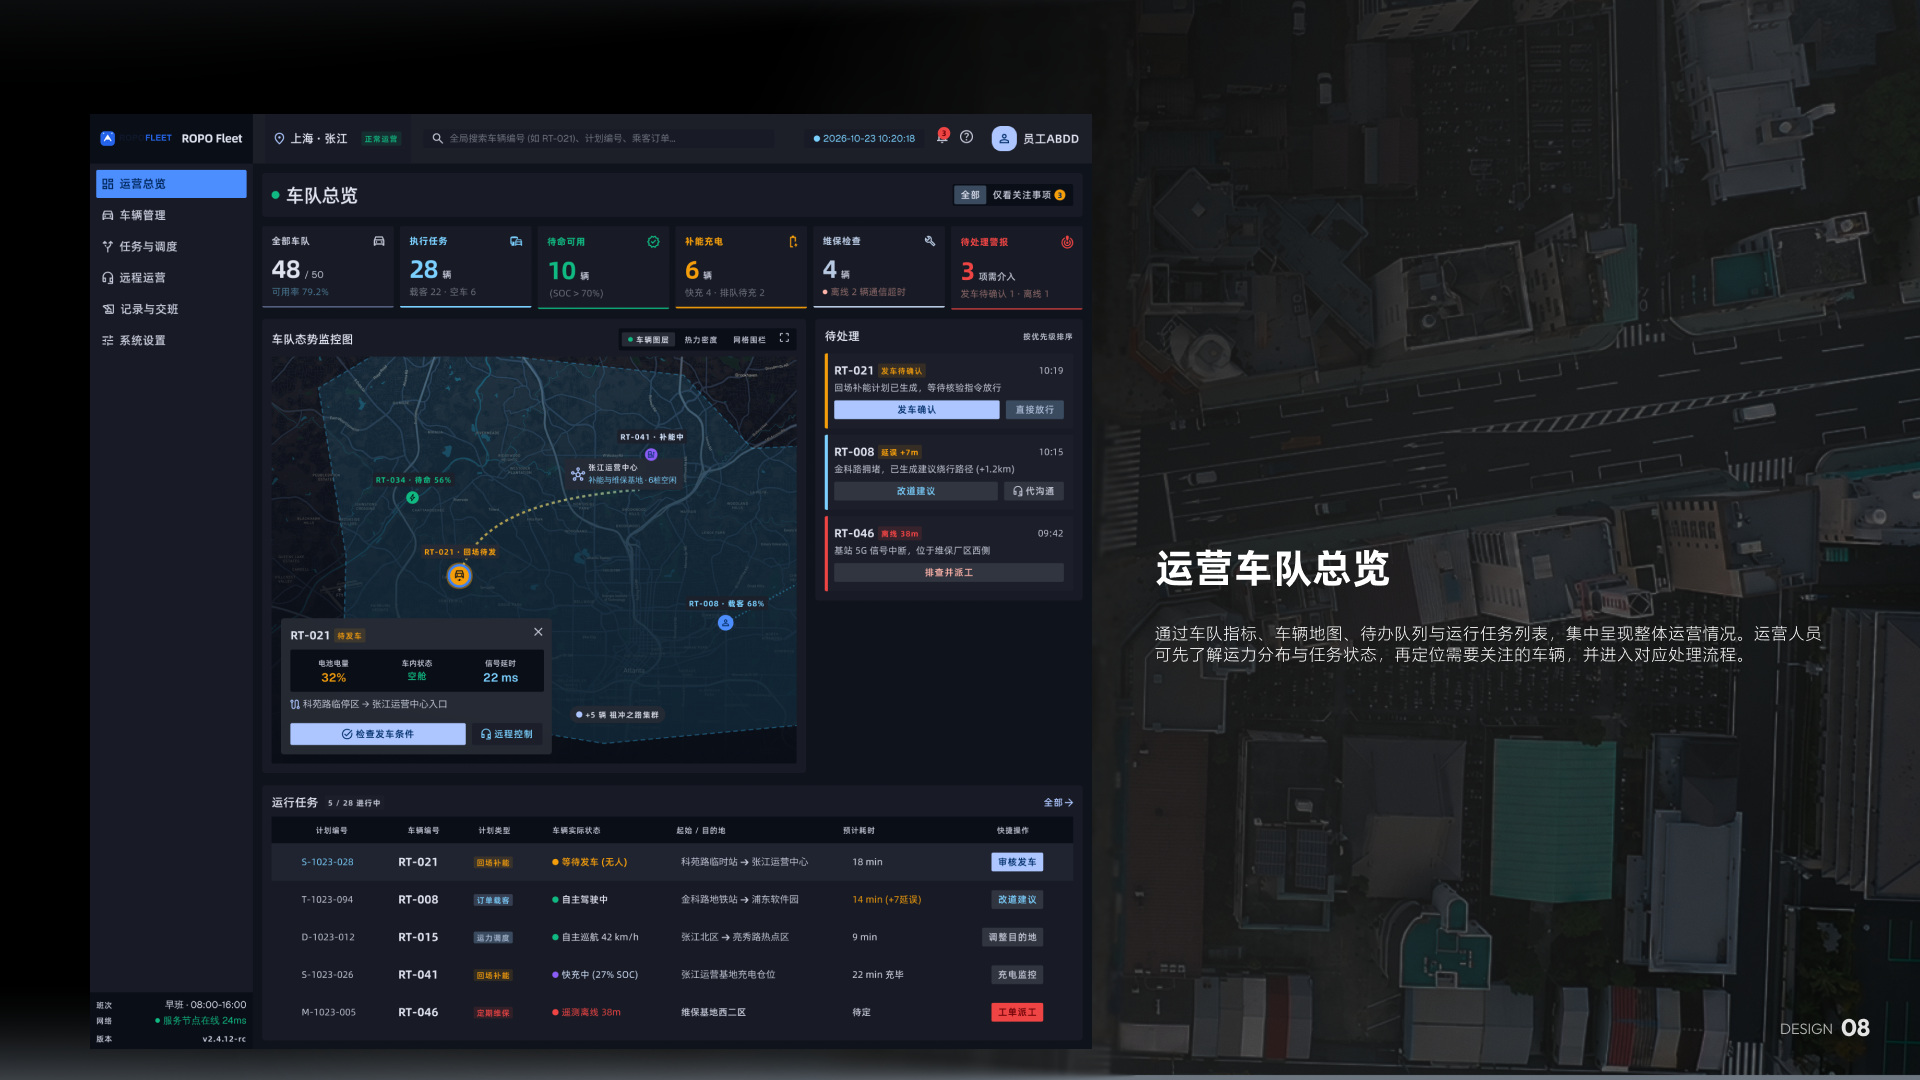 FLEET ROPO Fleet
上海·张江 正常运营
全局搜索车辆编号 (如 RT-021)、计划编号、乘客订单...
2026-10-23 10:20:18
3
员工ABDD
运营总览
车辆管理
任务与调度
远程运营
记录与交班
系统设置
班次 早班 · 08:00-16:00
网络 服务节点在线 24ms
版本 v2.4.12-rc
车队总览
全部 仅看关注事项 3
全部车队
48 / 50
可用率 79.2%
执行任务
28 辆
载客 22 · 空车 6
待命可用
10 辆
(SOC > 70%)
补能充电
6 辆
快充 4 · 排队待充 2
维保检查
4 辆
离线 2 辆通信超时
待处理警报
3 项需介入
发车待确认 1 · 离线 1
车队态势监控图
车辆图层 热力密度 网格围栏
RT-041 · 补能中
张江运营中心
补能与维保基地 · 6桩空闲
RT-034 · 待命 56%
RT-021 · 回场待发
RT-008 · 载客 68%
+5 辆 祖冲之路集群
RT-021 待发车
电池电量 车内状态 信号延时
32% 空舱 22 ms
科苑路临停区 → 张江运营中心入口
检查发车条件 远程控制
待处理 按优先级排序
RT-021 发车待确认 10:19
回场补能计划已生成，等待核验指令放行
发车确认 直接放行
RT-008 延误 +7m 10:15
金科路拥堵，已生成建议绕行路径 (+1.2km)
改道建议 代沟通
RT-046 离线 38m 09:42
基站 5G 信号中断，位于维保厂区西侧
排查并派工
运行任务 5 / 28 进行中 全部→
计划编号 车辆编号 计划类型 车辆实际状态 起始 / 目的地 预计耗时 快捷操作
S-1023-028 RT-021 回场补能 等待发车 (无人) 科苑路临时站 → 张江运营中心 18 min 审核发车
T-1023-094 RT-008 订单载客 自主驾驶中 金科路地铁站 → 浦东软件园 14 min (+7延误) 改道建议
D-1023-012 RT-015 运力调度 自主巡航 42 km/h 张江北区 → 亮秀路热点区 9 min 调整目的地
S-1023-026 RT-041 回场补能 快充中 (27% SOC) 张江运营基地充电仓位 22 min 充毕 充电监控
M-1023-005 RT-046 定期维保 遥测离线 38m 维保基地西二区 待定 工单派工
运营车队总览
通过车队指标、车辆地图、待办队列与运行任务列表，集中呈现整体运营情况。运营人员
可先了解运力分布与任务状态，再定位需要关注的车辆，并进入对应处理流程。
DESIGN 08